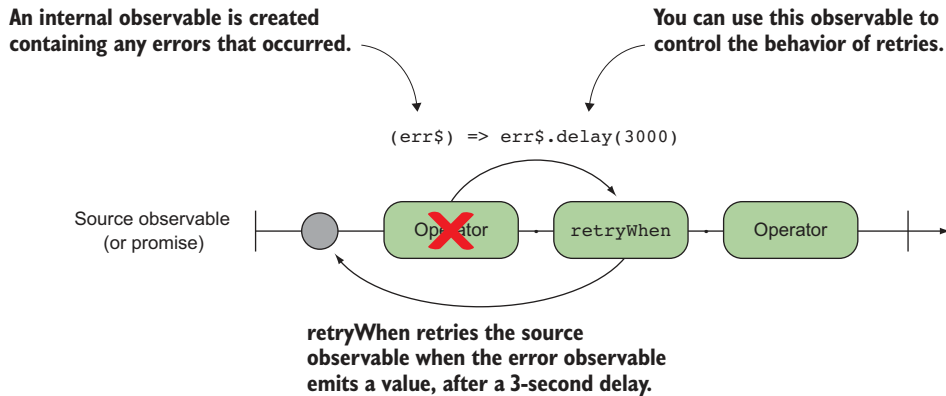 An internal observable is created
containing any errors that occurred.
You can use this observable to
control the behavior of retries.
(err$) => err$.delay(3000)
Source observable
(or promise)
Operator
retryWhen
Operator
retryWhen retries the source
observable when the error observable
emits a value, after a 3-second delay.